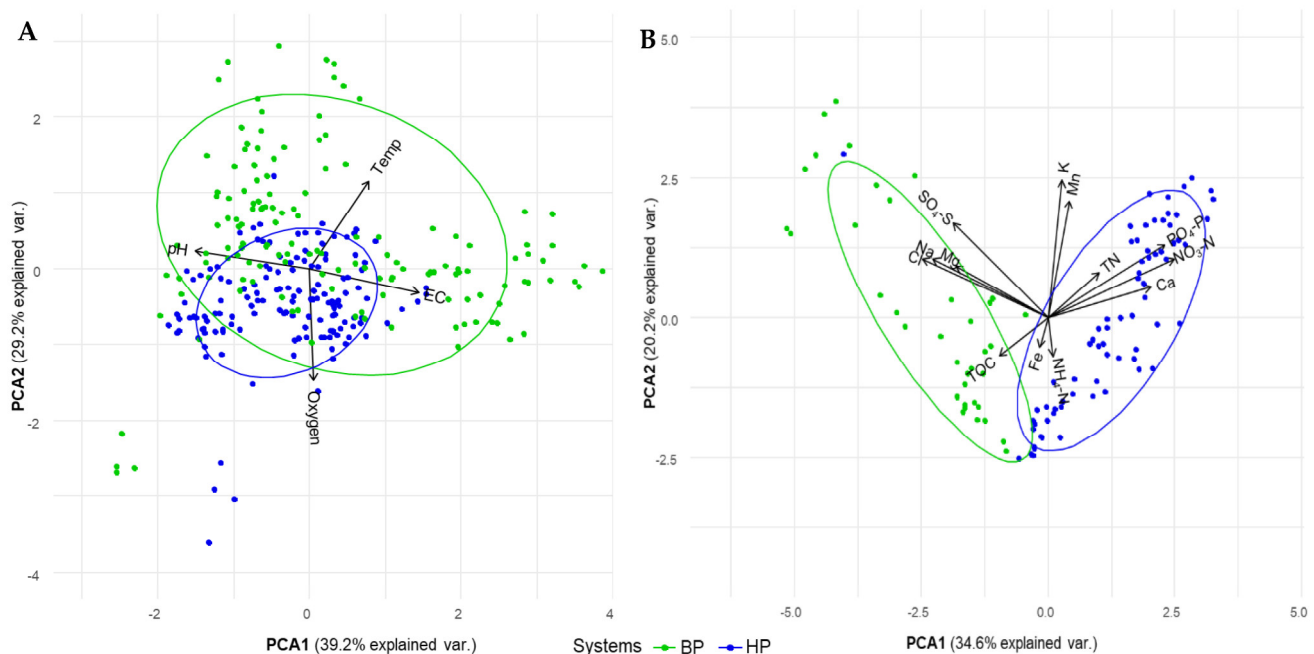 A
PCA2 (29.2% explained var.)
2
0
-2
-4
Temp
pH
EC
Oxygen
-2
0
2
4
PCA1 (39.2% explained var.)
B
PCA2 (20.2% explained var.)
5.0
2.5
0.0
-2.5
K
Mn
SO₄-S
Na
Mg
Cl
PO₄-P
NO₃-N
TN
Ca
TOC
Fe
NH₄-N
-5.0
-2.5
0.0
2.5
5.0
PCA1 (34.6% explained var.)
Systems BP HP